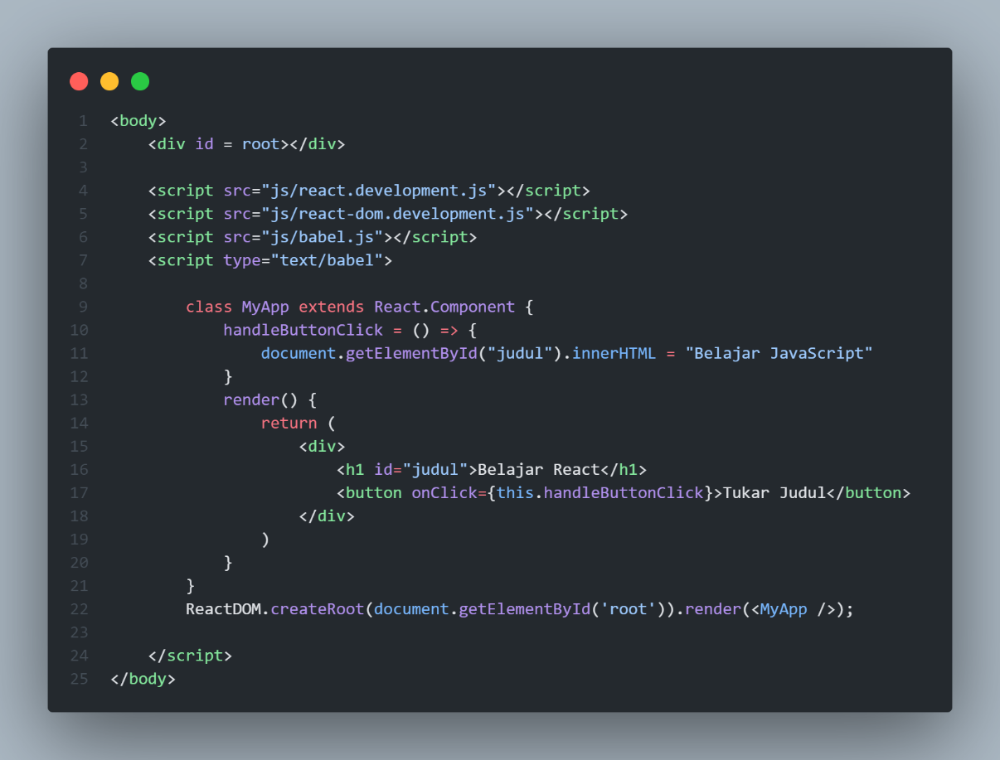 1 <body>
2     <div id = root></div>
3
4     <script src="js/react.development.js"></script>
5     <script src="js/react-dom.development.js"></script>
6     <script src="js/babel.js"></script>
7     <script type="text/babel">
8
9         class MyApp extends React.Component {
10             handleButtonClick = () => {
11                 document.getElementById("judul").innerHTML = "Belajar JavaScript"
12             }
13             render() {
14                 return (
15                     <div>
16                         <h1 id="judul">Belajar React</h1>
17                         <button onClick={this.handleButtonClick}>Tukar Judul</button>
18                     </div>
19                 )
20             }
21         }
22         ReactDOM.createRoot(document.getElementById('root')).render(<MyApp />);
23
24     </script>
25 </body>